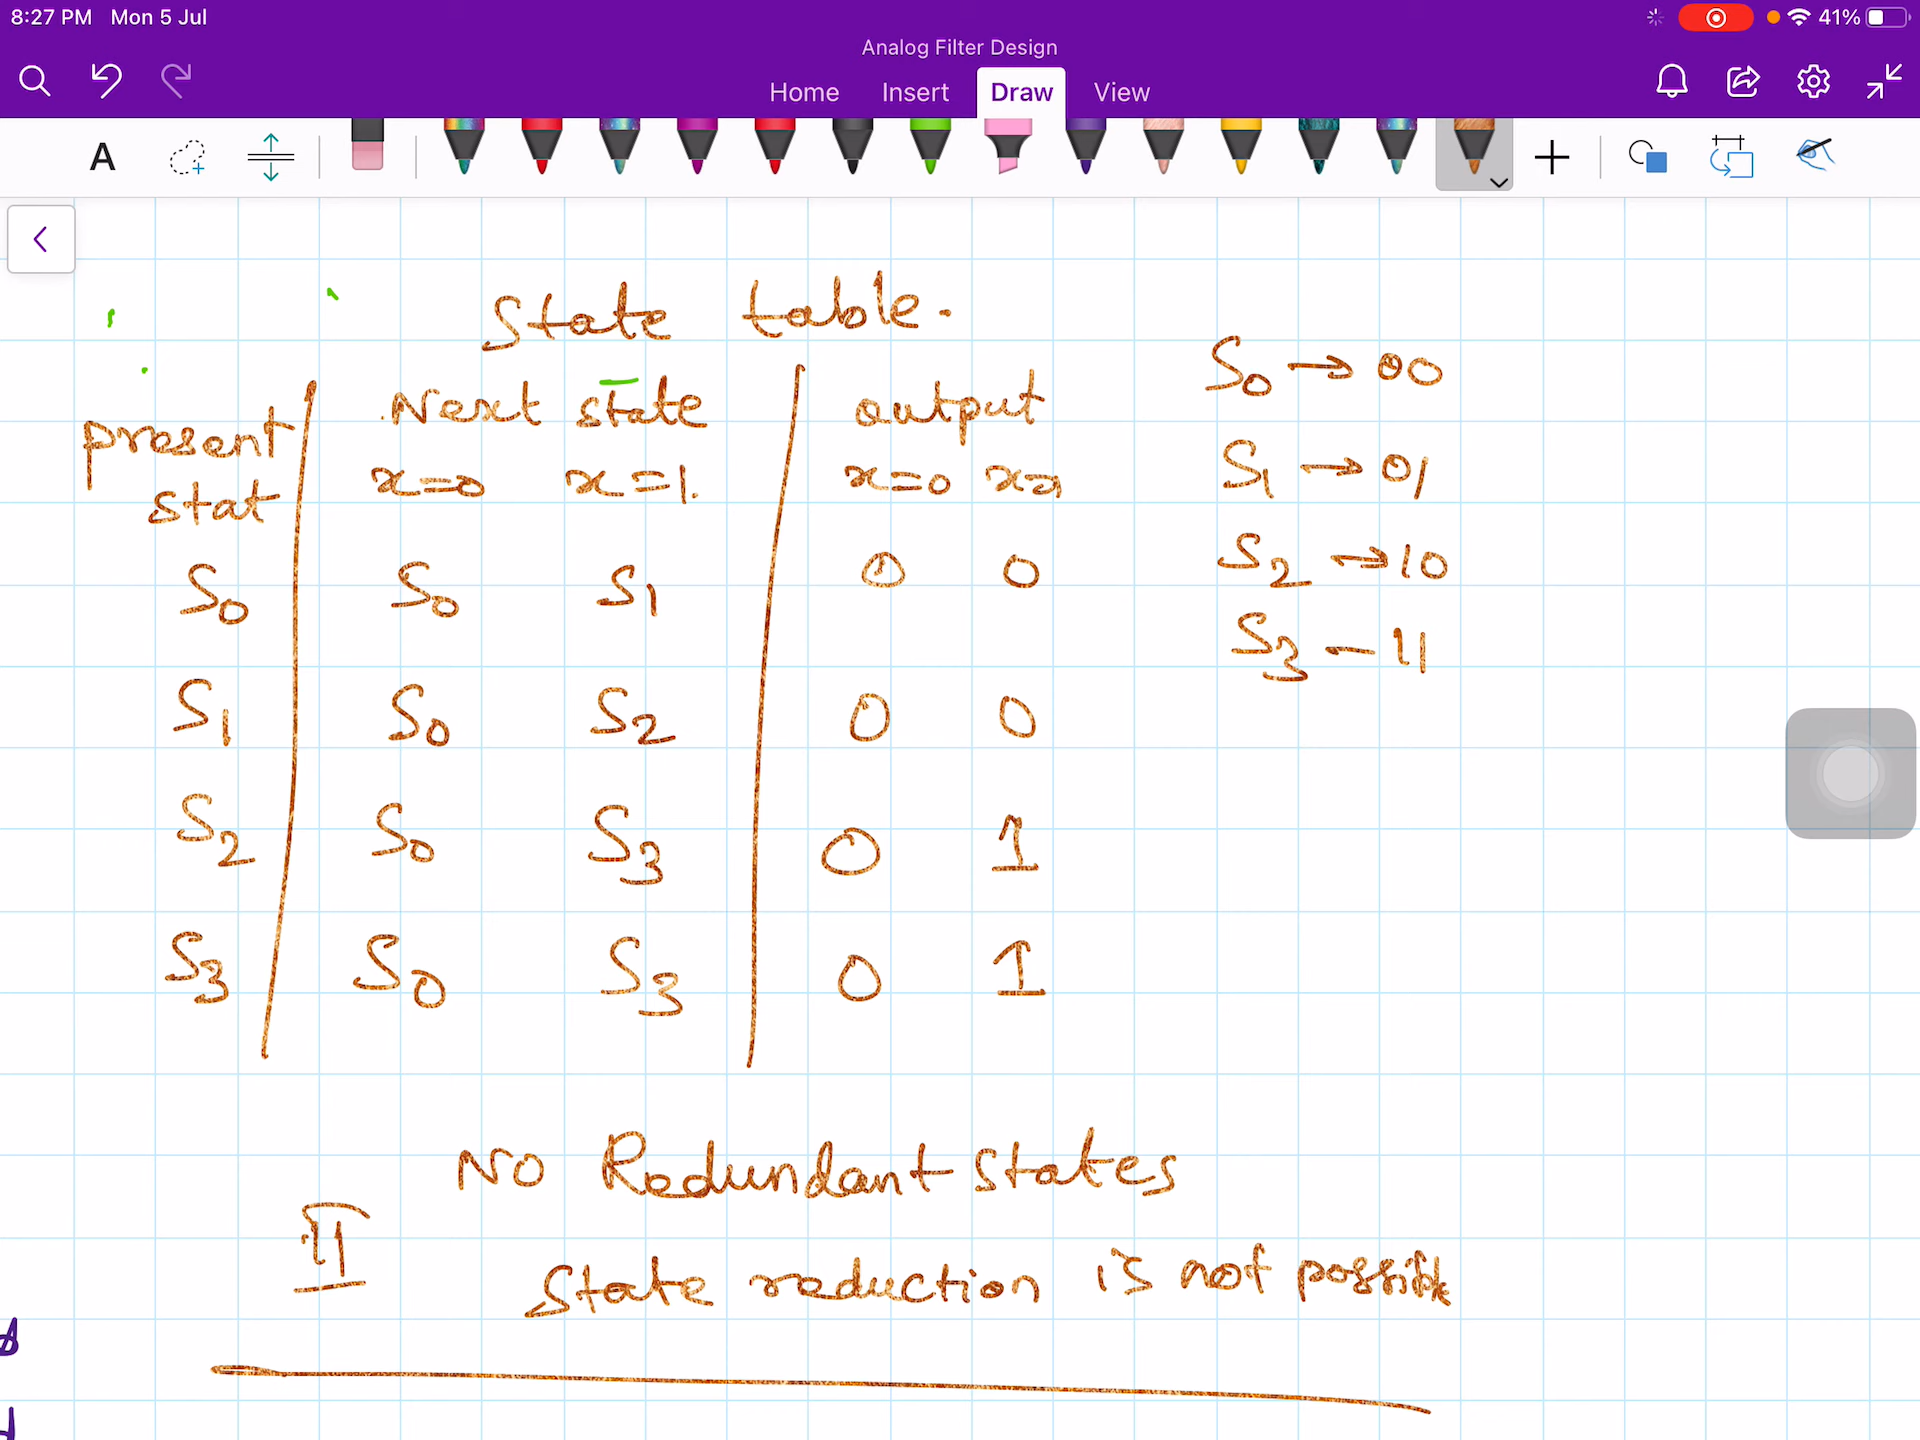 8:27 PM Mon 5 Jul
41%
Analog Filter Design
Home Insert Draw View
A
State table.
present stat
Next state
output
x=0 x=1.
x=0 x=1
S0 S0 S1 0 0
S1 S0 S2 0 0
S2 S0 S3 0 1
S3 S0 S3 0 1
S0 → 00
S1 → 01
S2 → 10
S3 – 11
NO Redundant states
II
State reduction is not possible